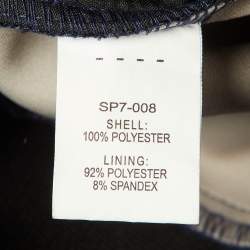 - - - -
SP7-008
SHELL:
100% POLYESTER
LINING:
92% POLYESTER
8% SPANDEX